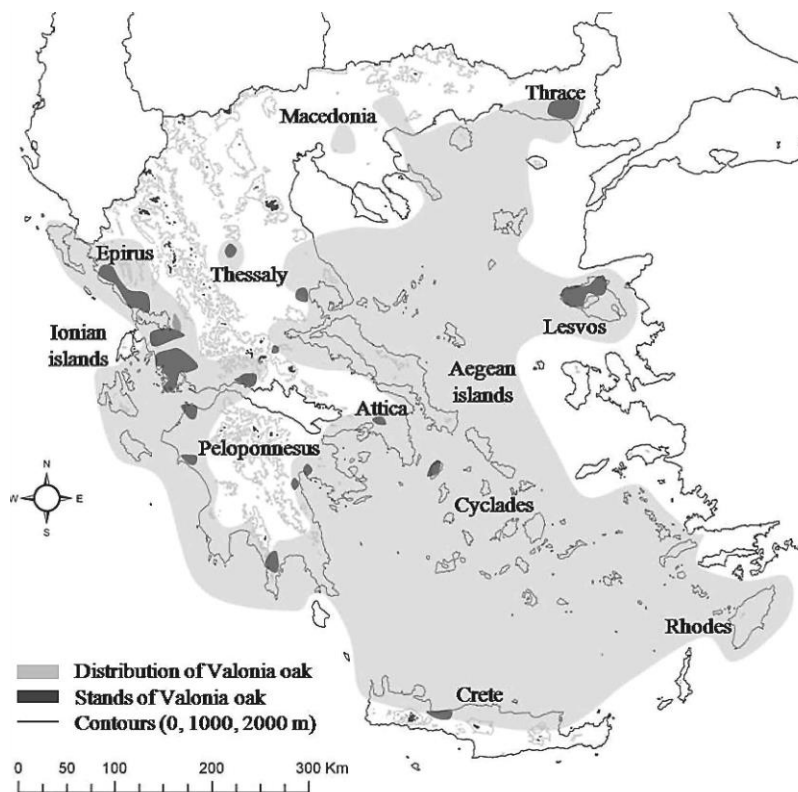 Thrace
Macedonia
Epirus
Thessaly
Ionian
islands
Lesvos
Aegean
islands
Attica
Peloponnesus
N
W
E
S
Cyclades
Rhodes
Crete
Distribution of Valonia oak
Stands of Valonia oak
Contours (0, 1000, 2000 m)
0 50 100 200 300 Km